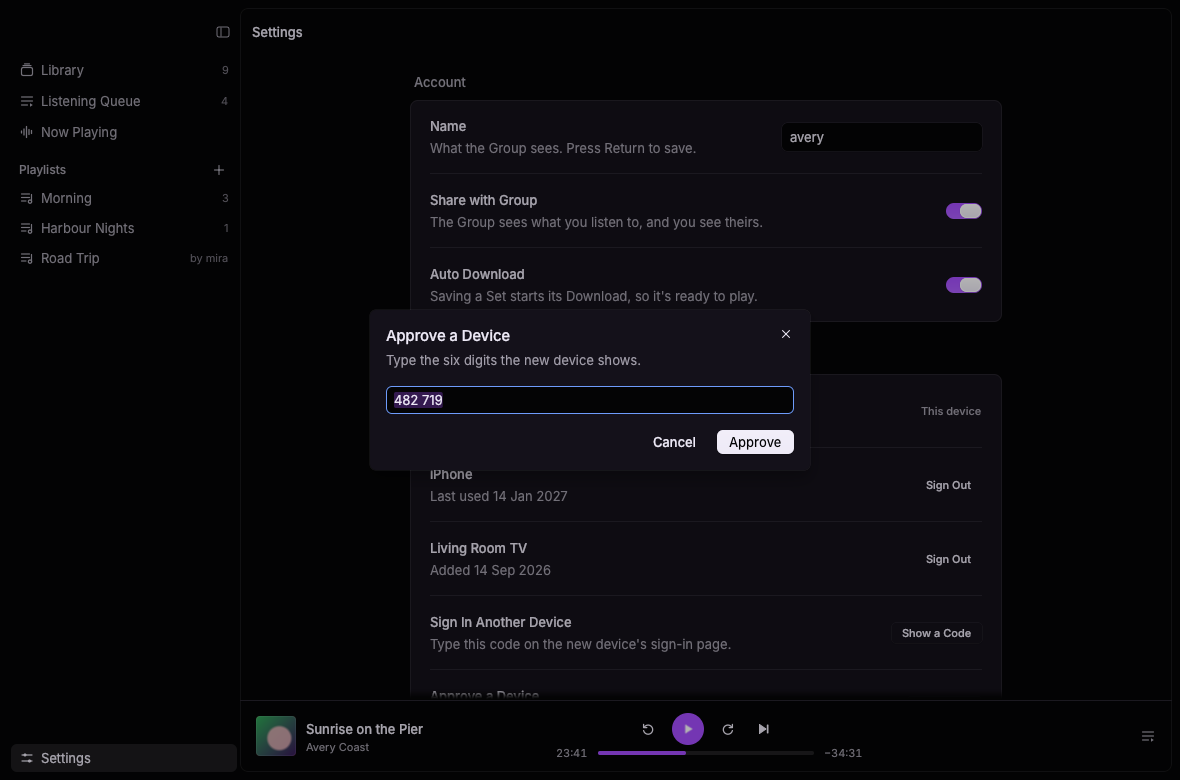 Settings
Library 9
Listening Queue 4
Now Playing
Playlists
Morning 3
Harbour Nights 1
Road Trip by mira
Settings
Account
Name
What the Group sees. Press Return to save.
avery
Share with Group
The Group sees what you listen to, and you see theirs.
Auto Download
Saving a Set starts its Download, so it's ready to play.
Approve a Device
Type the six digits the new device shows.
482 719
Cancel
Approve
This device
iPhone
Last used 14 Jan 2027
Sign Out
Living Room TV
Added 14 Sep 2026
Sign Out
Sign In Another Device
Type this code on the new device's sign-in page.
Show a Code
Approve a Device
Sunrise on the Pier
Avery Coast
23:41
−34:31